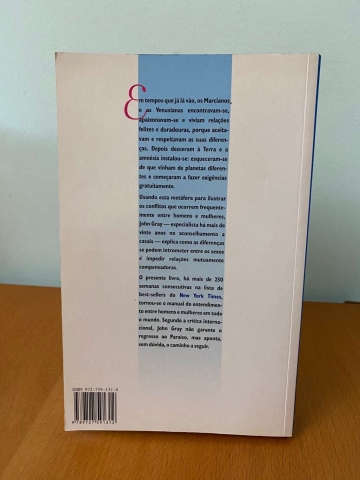 Em tempos que já lá vão, os Marcianos
e as Venusianas encontravam-se,
apaixonavam-se e viviam relações
felizes e duradouras, porque aceita-
vam e respeitavam as suas diferen-
ças. Depois desceram à Terra e a
amnésia instalou-se: esqueceram-se
de que vinham de planetas diferen-
tes e começaram a fazer exigências
gratuitamente.
Usando esta metáfora para ilustrar
os conflitos que ocorrem frequente-
mente entre homens e mulheres,
John Gray — especialista há mais de
vinte anos no aconselhamento a
casais — explica como as diferenças
se podem intrometer entre os sexos
e impedir relações mutuamente
compensadoras.
O presente livro, há mais de 250
semanas consecutivas na lista de
best-sellers do New York Times,
tornou-se o manual do entendimen-
to entre homens e mulheres em todo
o mundo. Segundo a crítica interna-
cional, John Gray não garante o
regresso ao Paraíso, mas aponta,
sem dúvida, o caminho a seguir.